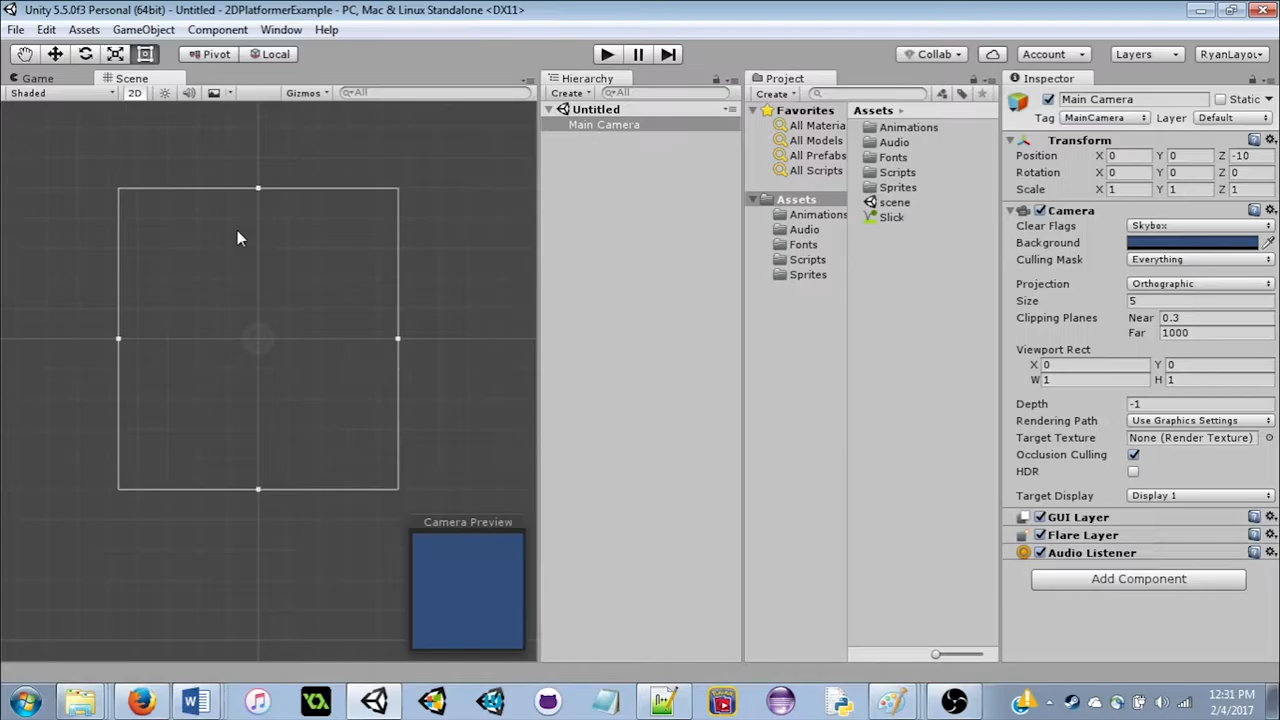 Unity 5.5.0f3 Personal (64bit) - Untitled - 2DPlatformerExample - PC, Mac & Linux Standalone <DX11>
File Edit Assets GameObject Component Window Help
Pivot Local Collab Account Layers RyanLayou
Game Scene Hierarchy Project Inspector
Shaded 2D Gizmos All
Create All
Create
Untitled
Main Camera
Favorites
All Materia
All Models
All Prefabs
All Scripts
Assets
Animations
Audio
Fonts
Scripts
Sprites
Assets
Animations
Audio
Fonts
Scripts
Sprites
scene
Slick
Main Camera Static
Tag MainCamera Layer Default
Transform
Position X 0 Y 0 Z -10
Rotation X 0 Y 0 Z 0
Scale X 1 Y 1 Z 1
Camera
Clear Flags Skybox
Background
Culling Mask Everything
Projection Orthographic
Size 5
Clipping Planes Near 0.3
Far 1000
Viewport Rect
X 0 Y 0
W 1 H 1
Depth -1
Rendering Path Use Graphics Settings
Target Texture None (Render Texture)
Occlusion Culling
HDR
Target Display Display 1
GUI Layer
Flare Layer
Audio Listener
Add Component
Camera Preview
12:31 PM
2/4/2017